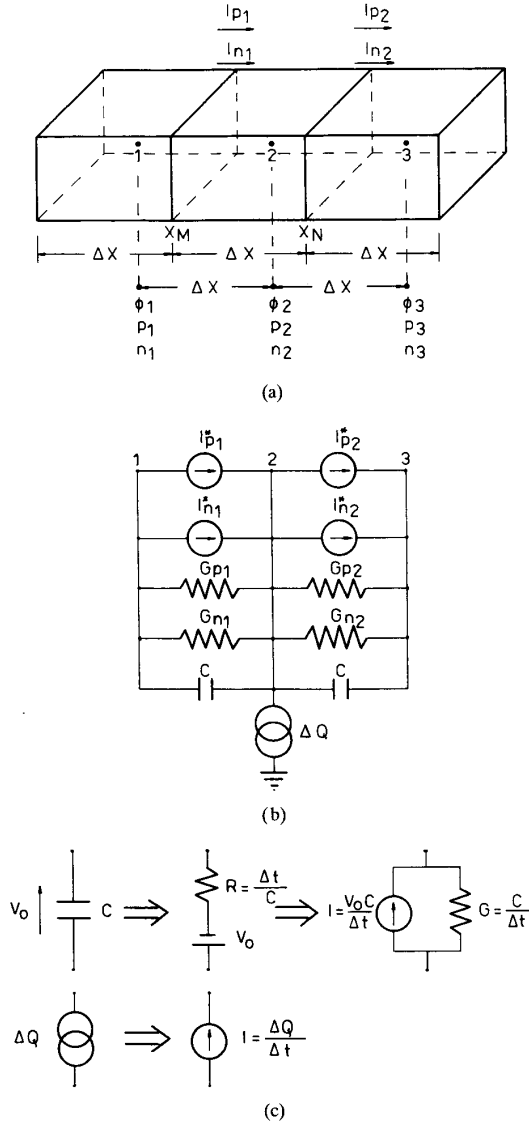 Ip1 Ip2
In1 In2
1 2 3
XM XN
ΔX ΔX ΔX
ΔX ΔX
ϕ1 ϕ2 ϕ3
p1 p2 p3
n1 n2 n3
(a)
I*p1 I*p2
1 2 3
I*n1 I*n2
Gp1 Gp2
Gn1 Gn2
C C
ΔQ
(b)
V0 C R=Δt/C V0 I=V0C/Δt G=C/Δt
ΔQ I=ΔQ/Δt
(c)